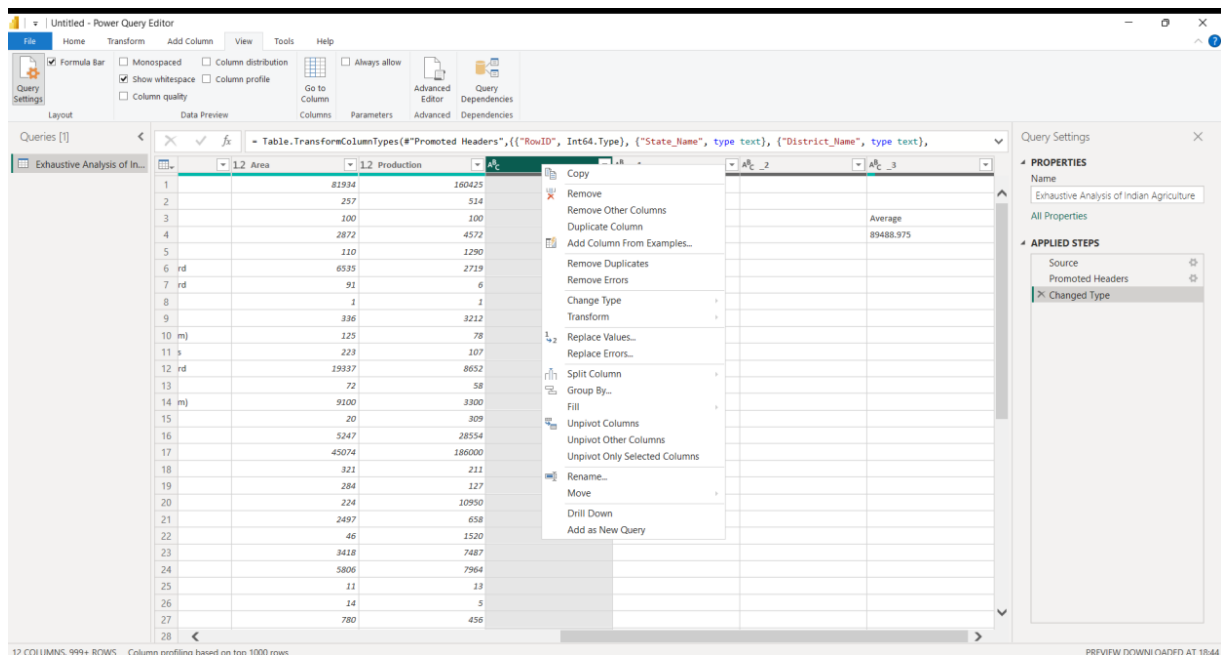 Untitled - Power Query Editor
File Home Transform Add Column View Tools Help
Query Settings
Formula Bar
Monospaced
Show whitespace
Column quality
Column distribution
Column profile
Go to Column
Always allow
Advanced Editor
Query Dependencies
Layout Data Preview Columns Parameters Advanced Dependencies
Queries [1]
Exhaustive Analysis of In...
= Table.TransformColumnTypes(#"Promoted Headers",{{"RowID", Int64.Type}, {"State_Name", type text}, {"District_Name", type text},
1.2 Area 1.2 Production ABC ABC _2 ABC _3
1 81934 160425
2 257 514
3 100 100 Average
4 2872 4572 89488.975
5 110 1290
6 rd 6535 2719
7 rd 91 6
8 1 1
9 336 3212
10 m) 125 78
11 s 223 107
12 rd 19337 8652
13 72 58
14 m) 9100 3300
15 20 309
16 5247 28554
17 45074 186000
18 321 211
19 284 127
20 224 10950
21 2497 658
22 46 1520
23 3418 7487
24 5806 7964
25 11 13
26 14 5
27 780 456
28
Copy
Remove
Remove Other Columns
Duplicate Column
Add Column From Examples...
Remove Duplicates
Remove Errors
Change Type
Transform
Replace Values...
Replace Errors...
Split Column
Group By...
Fill
Unpivot Columns
Unpivot Other Columns
Unpivot Only Selected Columns
Rename...
Move
Drill Down
Add as New Query
Query Settings
PROPERTIES
Name
Exhaustive Analysis of Indian Agriculture
All Properties
APPLIED STEPS
Source
Promoted Headers
Changed Type
12 COLUMNS, 999+ ROWS Column profiling based on top 1000 rows
PREVIEW DOWNLOADED AT 18:44